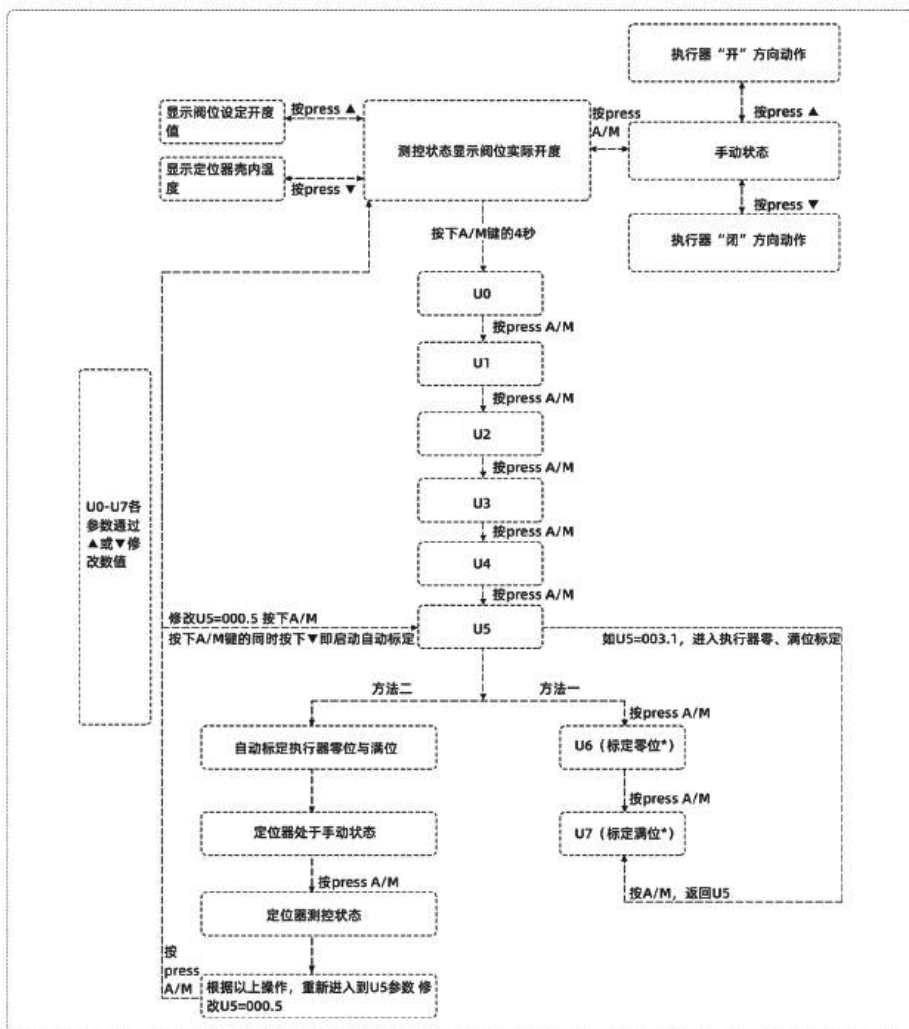 执行器“开”方向动作
按press ▲
显示阀位设定开度
值
按press ▲
测控状态显示阀位实际开度
按press
A/M
手动状态
显示定位器壳内温
度
按press ▼
按press ▼
执行器“闭”方向动作
按下A/M键的4秒
U0
按press A/M
U1
按press A/M
U2
按press A/M
U3
按press A/M
U4
按press A/M
U0-U7各
参数通过
▲或▼修
改数值
修改U5=000.5 按下A/M
按下A/M键的同时按下▼即启动自动标定
U5
如U5=003.1，进入执行器零、满位标定
方法二
方法一
按press A/M
自动标定执行器零位与满位
U6（标定零位*）
按press A/M
定位器处于手动状态
U7（标定满位*）
按press A/M
按A/M，返回U5
定位器测控状态
按
press
A/M
根据以上操作，重新进入到U5参数 修
改U5=000.5